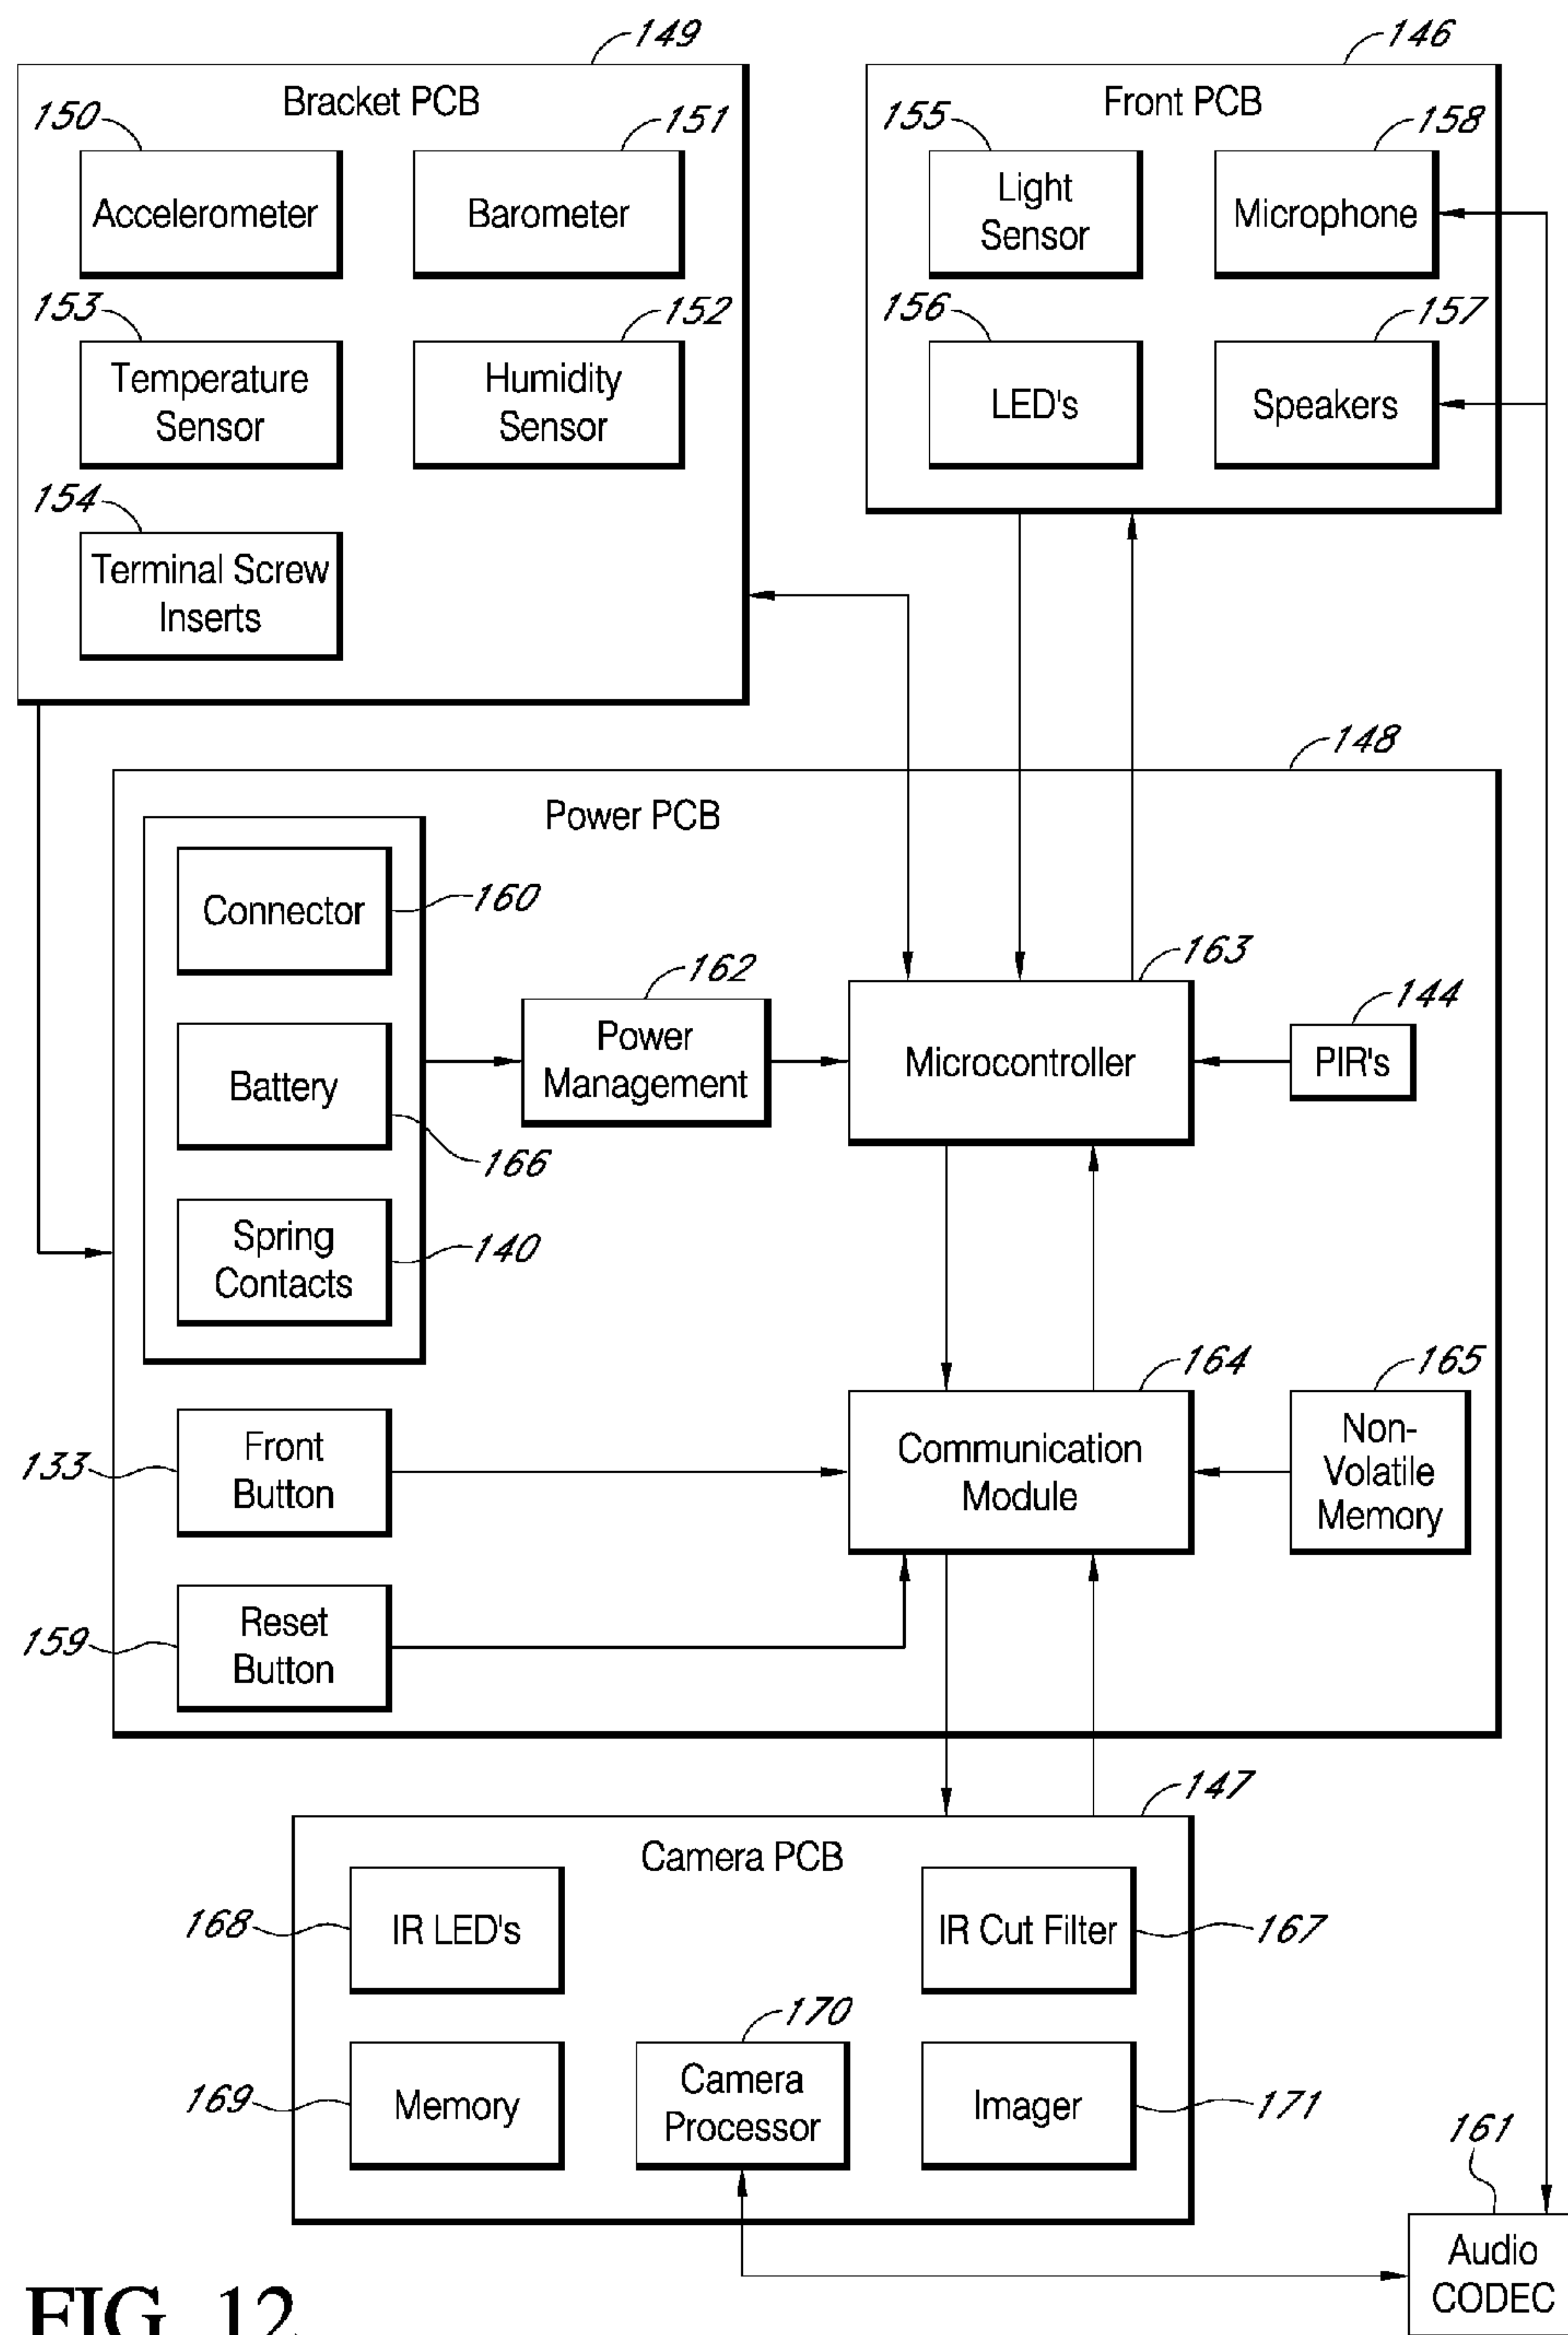 149
Bracket PCB
150
Accelerometer
151
Barometer
153
Temperature
Sensor
152
Humidity
Sensor
154
Terminal Screw
Inserts
146
Front PCB
155
Light
Sensor
158
Microphone
156
LED's
157
Speakers
148
Power PCB
Connector
160
Battery
166
Spring
Contacts
140
162
Power
Management
163
Microcontroller
144
PIR's
133
Front
Button
164
Communication
Module
165
Non-
Volatile
Memory
159
Reset
Button
147
Camera PCB
168
IR LED's
IR Cut Filter
167
169
Memory
170
Camera
Processor
Imager
171
161
Audio
CODEC
FIG. 12